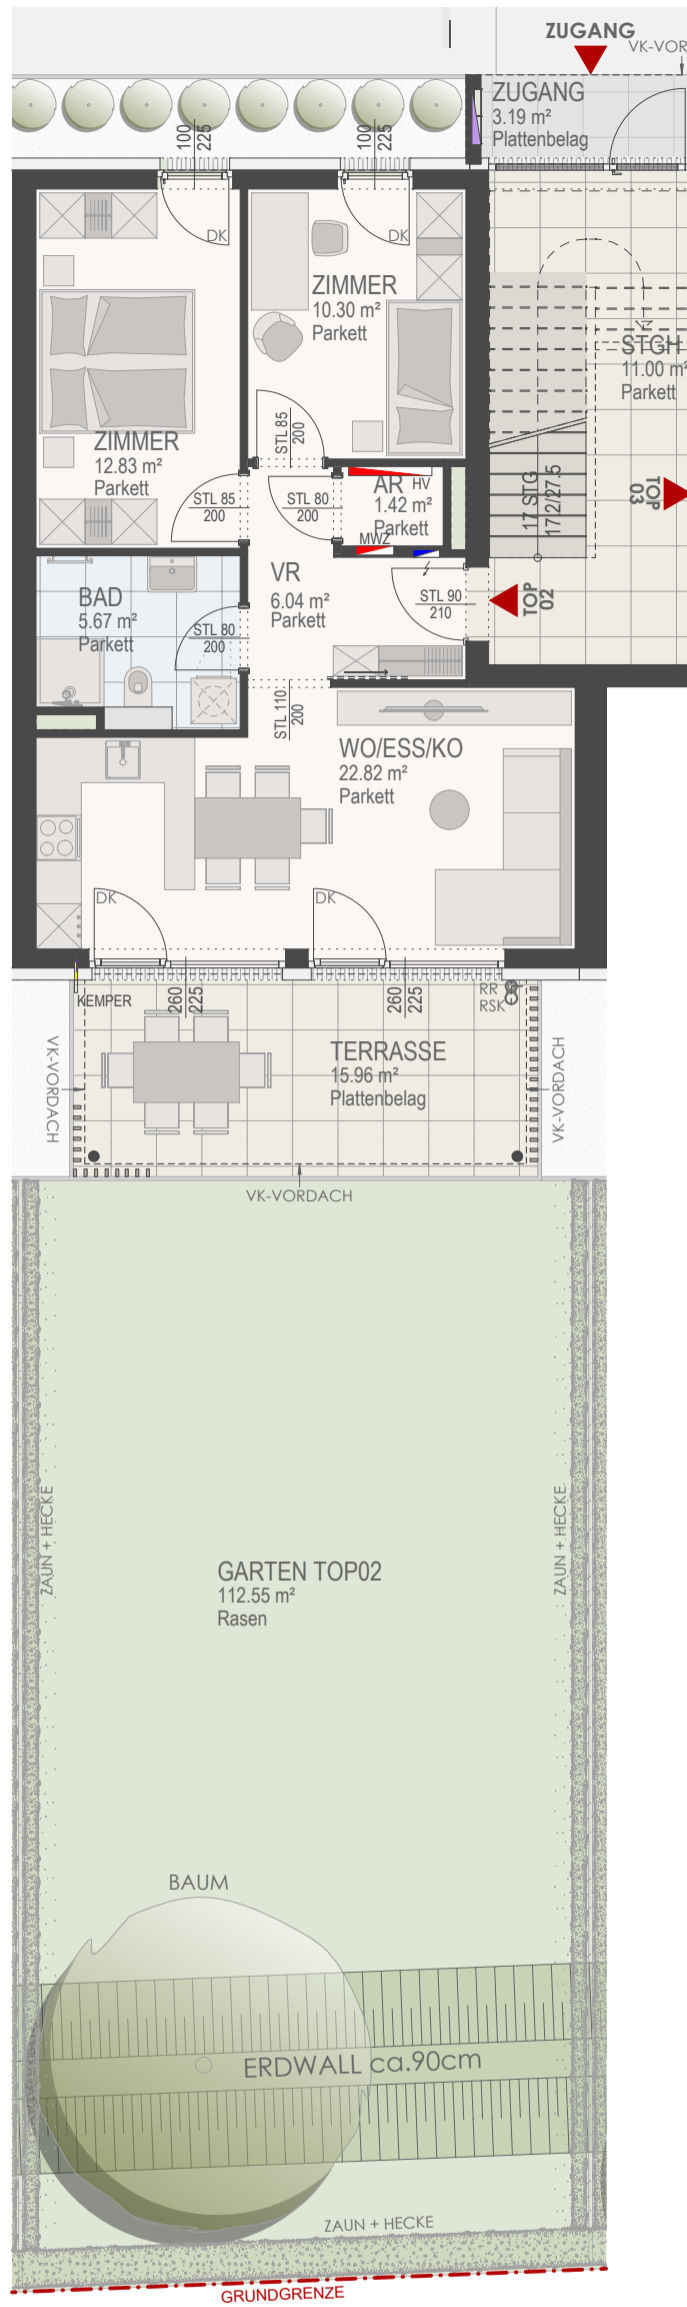 ZUGANG
VK-VOR
ZUGANG
3.19 m²
Plattenbelag
100
225
100
225
DK
DK
ZIMMER
10.30 m²
Parkett
STGH
11.00 m²
Parkett
ZIMMER
12.83 m²
Parkett
STL 85
200
STL 85
200
STL 80
200
AR HV
1.42 m²
Parkett
MWZ
17 STG
17.2/27.5
TOP
03
VR
6.04 m²
Parkett
STL 90
210
TOP
02
BAD
5.67 m²
Parkett
STL 80
200
STL 110
200
WO/ESS/KO
22.82 m²
Parkett
DK
DK
KEMPER
260
225
260
225
RR
RSK
VK-VORDACH
TERRASSE
15.96 m²
Plattenbelag
VK-VORDACH
VK-VORDACH
ZAUN + HECKE
ZAUN + HECKE
GARTEN TOP02
112.55 m²
Rasen
BAUM
ERDWALL ca.90cm
ZAUN + HECKE
GRUNDGRENZE